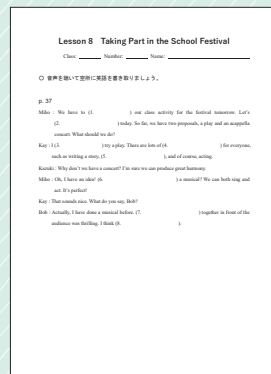 Lesson 8 Taking Part in the School Festival
Class: Number: Name:
○ 音声を聴いて空所に英語を書き取りましょう。
p. 37
Miho : We have to (1. ) our class activity for the festival tomorrow. Let's
(2. ) today. So far, we have two proposals, a play and an acappella
concert. What should we do?
Kay : I (3. ) try a play. There are lots of (4. ) for everyone,
such as writing a story, (5. ), and of course, acting.
Kazuki : Why don't we have a concert? I'm sure we can produce great harmony.
Miho : Oh, I have an idea! (6. ) a musical? We can both sing and
act. It's perfect!
Kay : That sounds nice. What do you say, Bob?
Bob : Actually, I have done a musical before. (7. ) together in front of the
audience was thrilling. I think (8. ).